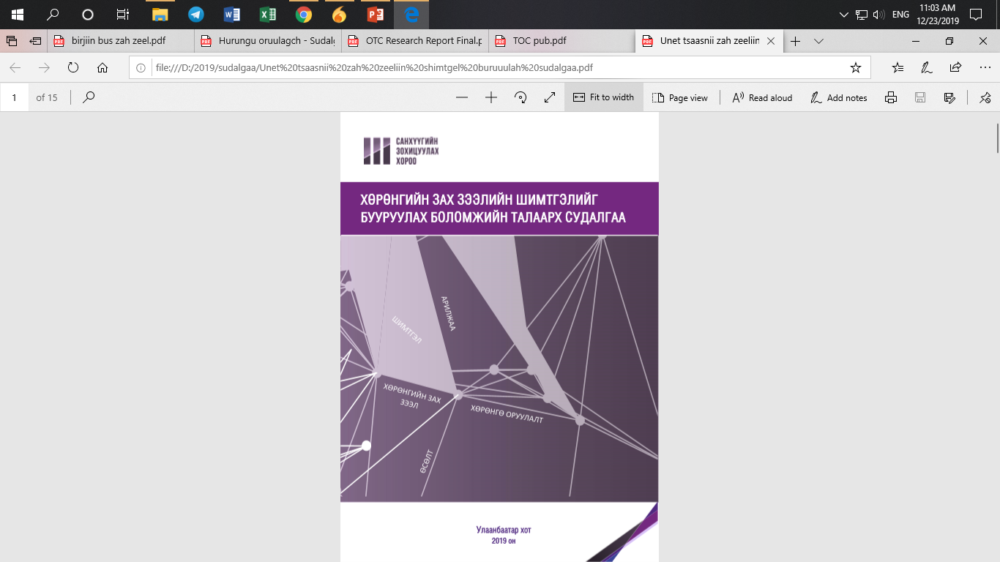 11:03 AM
ENG
12/23/2019
birjiin bus zah zeel.pdf
Hurungu oruulagch - Sudalg
OTC Research Report Final.p
TOC pub.pdf
Unet tsaasnii zah zeeliin
file:///D:/2019/sudalgaa/Unet%20tsaasnii%20zah%20zeeliin%20shimtgel%20buruuulah%20sudalgaa.pdf
1 of 15
Fit to width
Page view
Read aloud
Add notes
САНХҮҮГИЙН
ЗОХИЦУУЛАХ
ХОРОО
ХӨРӨНГИЙН ЗАХ ЗЭЭЛИЙН ШИМТГЭЛИЙГ
БУУРУУЛАХ БОЛОМЖИЙН ТАЛААРХ СУДАЛГАА
АРИЛЖАА
ШИМТГЭЛ
ХӨРӨНГИЙН ЗАХ
ЗЭЭЛ
ХӨРӨНГӨ ОРУУЛАЛТ
ӨСӨЛТ
Улаанбаатар хот
2019 он